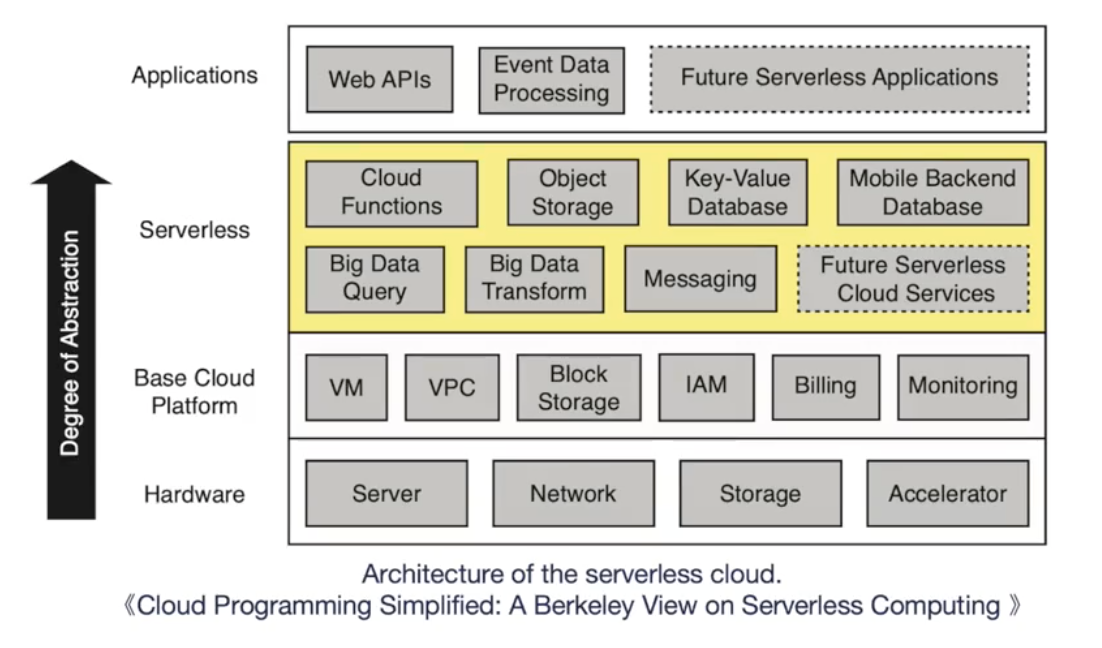 Applications
Web APIs
Event Data
Processing
Future Serverless Applications
Degree of Abstraction
Serverless
Cloud
Functions
Object
Storage
Key-Value
Database
Mobile Backend
Database
Big Data
Query
Big Data
Transform
Messaging
Future Serverless
Cloud Services
Base Cloud
Platform
VM
VPC
Block
Storage
IAM
Billing
Monitoring
Hardware
Server
Network
Storage
Accelerator
Architecture of the serverless cloud.
《Cloud Programming Simplified: A Berkeley View on Serverless Computing 》